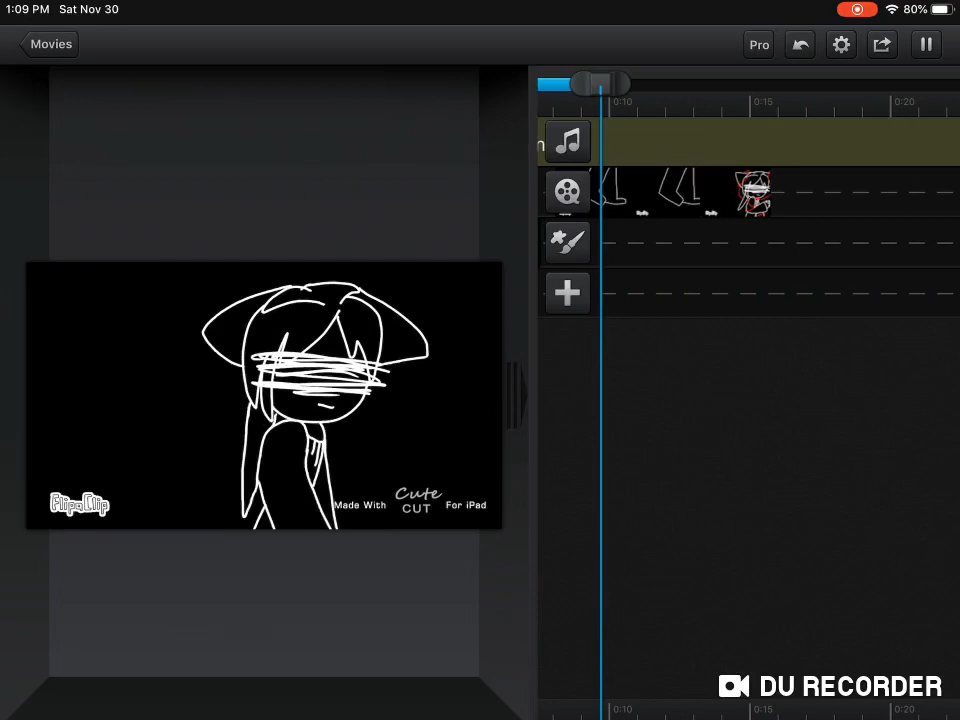 1:09 PM Sat Nov 30
80%
Movies
Pro
0:10
0:15
0:20
FlipaClip
Made With Cute CUT For iPad
DU RECORDER
0:10
0:15
0:20